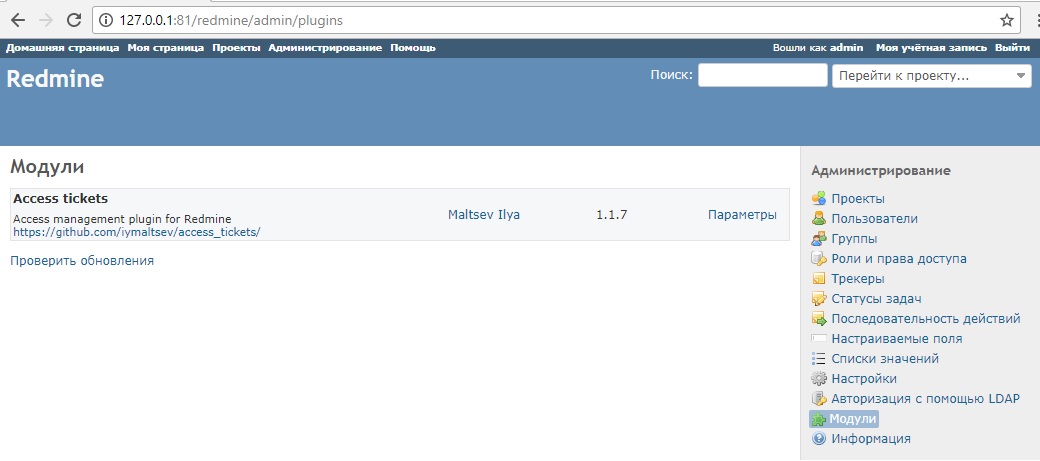 127.0.0.1:81/redmine/admin/plugins
Домашняя страница Моя страница Проекты Администрирование Помощь Вошли как admin Моя учётная запись Выйти
Redmine Поиск: Перейти к проекту...
Модули
Access tickets
Access management plugin for Redmine
https://github.com/iymaltsev/access_tickets/
Maltsev Ilya 1.1.7 Параметры
Проверить обновления
Администрирование
Проекты
Пользователи
Группы
Роли и права доступа
Трекеры
Статусы задач
Последовательность действий
Настраиваемые поля
Списки значений
Настройки
Авторизация с помощью LDAP
Модули
Информация